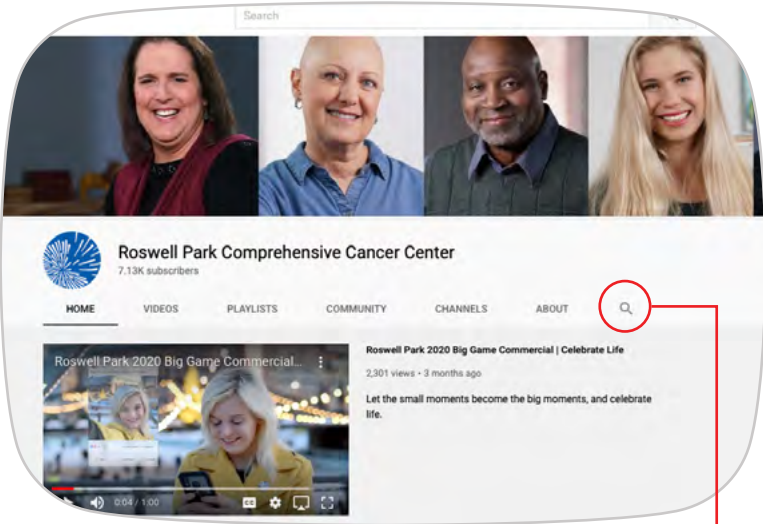 Search
Roswell Park Comprehensive Cancer Center
7.13K subscribers
HOME VIDEOS PLAYLISTS COMMUNITY CHANNELS ABOUT
Roswell Park 2020 Big Game Commercial...
Roswell Park 2020 Big Game Commercial | Celebrate Life
2,301 views • 3 months ago
Let the small moments become the big moments, and celebrate
life.
0:04 / 1:00
CC